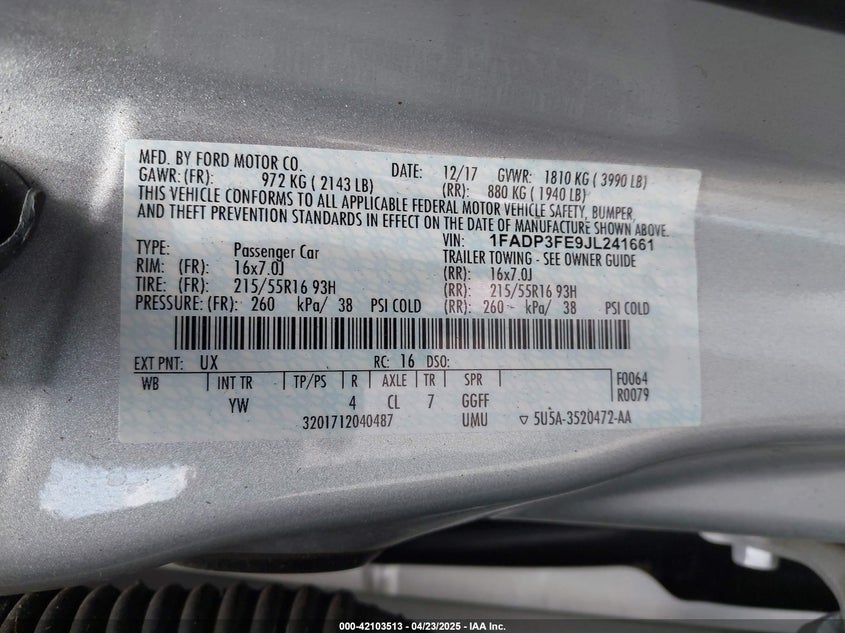 MFD. BY FORD MOTOR CO. DATE: 12/17 GVWR: 1810 KG ( 3990 LB)
GAWR: (FR): 972 KG ( 2143 LB) (RR): 880 KG ( 1940 LB)
THIS VEHICLE CONFORMS TO ALL APPLICABLE FEDERAL MOTOR VEHICLE SAFETY, BUMPER,
AND THEFT PREVENTION STANDARDS IN EFFECT ON THE DATE OF MANUFACTURE SHOWN ABOVE.
VIN: 1FADP3FE9JL241661
TYPE: Passenger Car TRAILER TOWING - SEE OWNER GUIDE
RIM: (FR): 16x7.0J (RR): 16x7.0J
TIRE: (FR): 215/55R16 93H (RR): 215/55R16 93H
PRESSURE: (FR): 260 kPa/ 38 PSI COLD (RR): 260 kPa/ 38 PSI COLD
EXT PNT: UX RC: 16 DSO:
WB INT TR TP/PS R AXLE TR SPR F0064
YW 4 CL 7 GGFF R0079
3201712040487 UMU ▽ 5U5A-3520472-AA
000-42103513 - 04/23/2025 - IAA Inc.